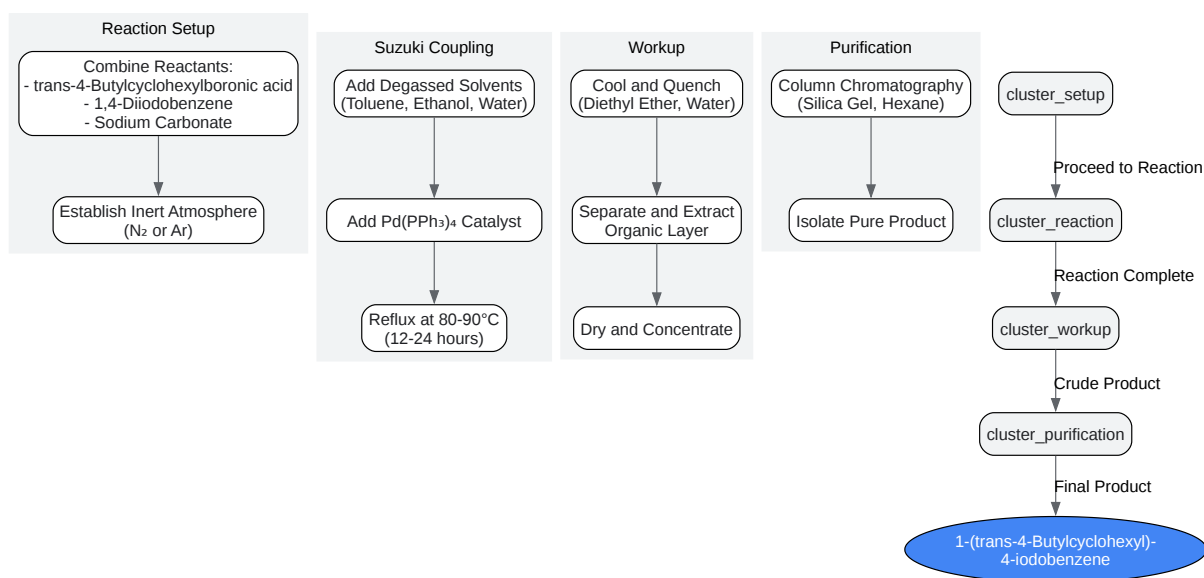 Reaction Setup
Combine Reactants:
- trans-4-Butylcyclohexylboronic acid
- 1,4-Diiodobenzene
- Sodium Carbonate
Establish Inert Atmosphere
(N₂ or Ar)
Suzuki Coupling
Add Degassed Solvents
(Toluene, Ethanol, Water)
Add Pd(PPh₃)₄ Catalyst
Reflux at 80-90°C
(12-24 hours)
Workup
Cool and Quench
(Diethyl Ether, Water)
Separate and Extract
Organic Layer
Dry and Concentrate
Purification
Column Chromatography
(Silica Gel, Hexane)
Isolate Pure Product
cluster_setup
Proceed to Reaction
cluster_reaction
Reaction Complete
cluster_workup
Crude Product
cluster_purification
Final Product
1-(trans-4-Butylcyclohexyl)-
4-iodobenzene